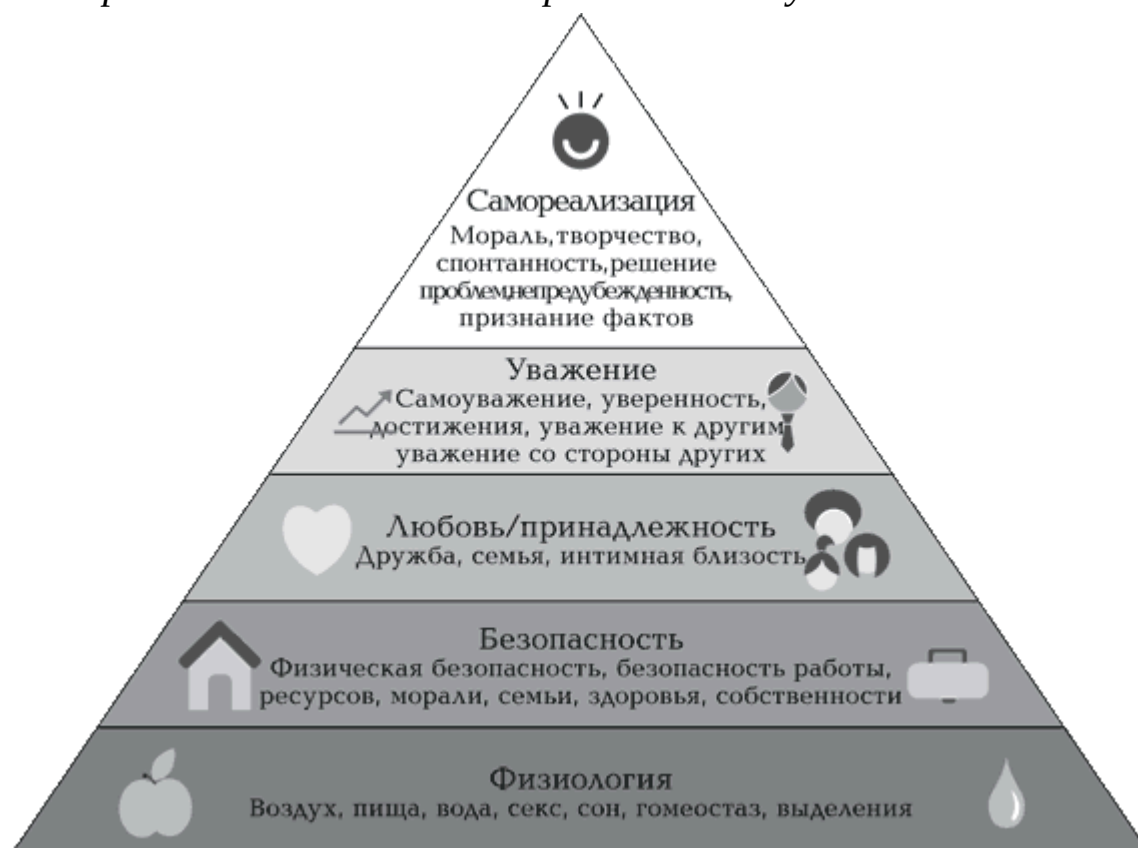 Самореализация
Мораль, творчество,
спонтанность, решение
проблем, непредубежденность,
признание фактов
Уважение
Самоуважение, уверенность,
достижения, уважение к другим
уважение со стороны других
Любовь/принадлежность
Дружба, семья, интимная близость
Безопасность
Физическая безопасность, безопасность работы,
ресурсов, морали, семьи, здоровья, собственности
Физиология
Воздух, пища, вода, секс, сон, гомеостаз, выделения